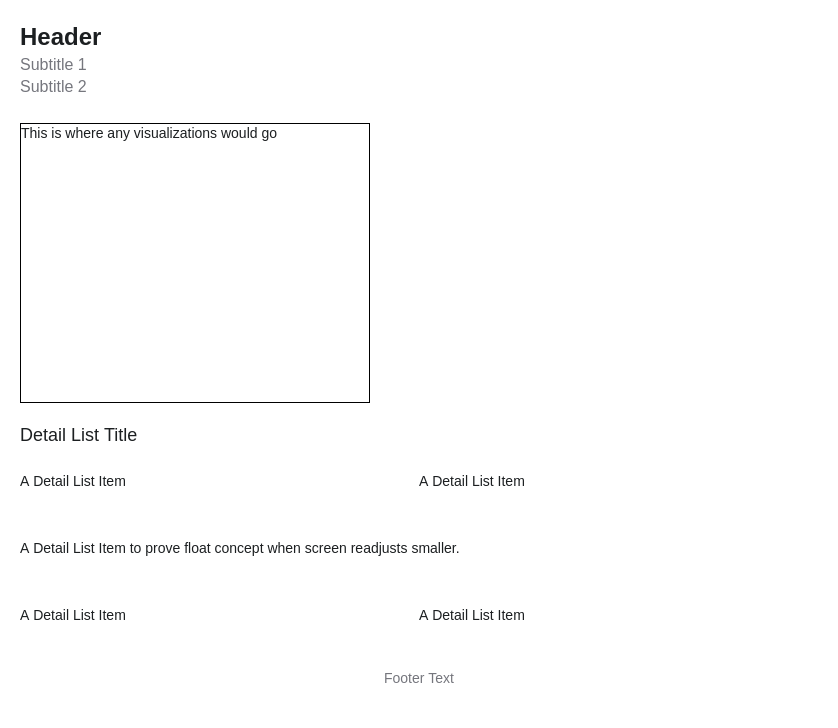 Header
Subtitle 1
Subtitle 2
This is where any visualizations would go
Detail List Title
A Detail List Item
A Detail List Item
A Detail List Item to prove float concept when screen readjusts smaller.
A Detail List Item
A Detail List Item
Footer Text